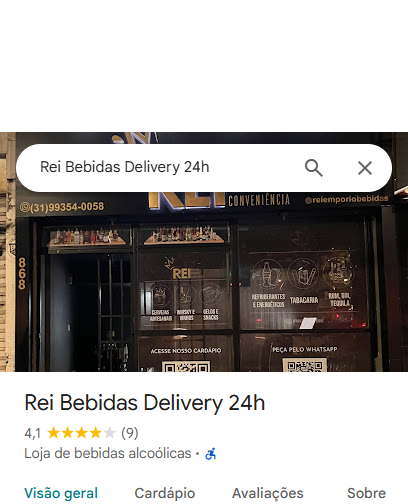 Rei Bebidas Delivery 24h
REI
CONVENIÊNCIA
(31)99354-0058
@reiemporiobebidas
868
REI
CERVEJAS
ARTESANAIS
WHISKY E
VINHOS
GELOS E
SNACKS
REFRIGERANTES
E ENERGÉTICOS
TABACARIA
RUM, GIN,
TEQUILA
ACESSE NOSSO CARDÁPIO
PEÇA PELO WHATSAPP
Rei Bebidas Delivery 24h
4,1 (9)
Loja de bebidas alcoólicas ·
Visão geral
Cardápio
Avaliações
Sobre